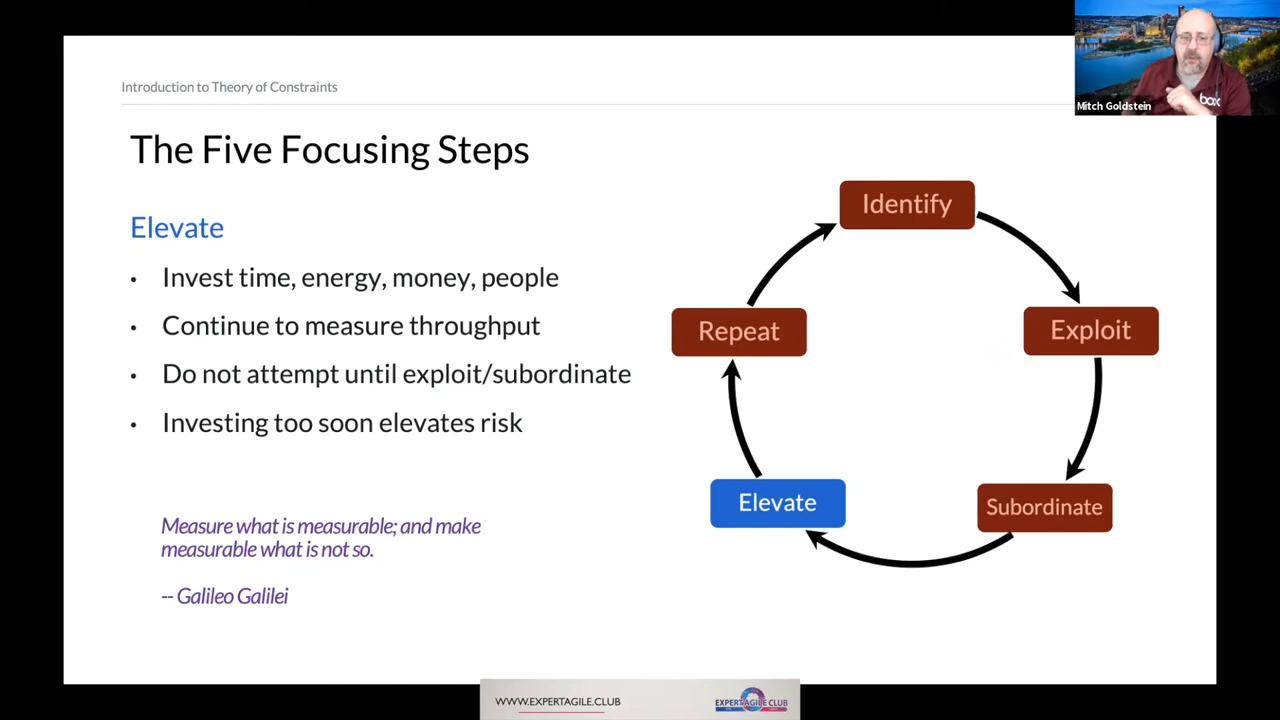 Introduction to Theory of Constraints
The Five Focusing Steps
Elevate
• Invest time, energy, money, people
• Continue to measure throughput
• Do not attempt until exploit/subordinate
• Investing too soon elevates risk
Measure what is measurable; and make
measurable what is not so.
-- Galileo Galilei
Identify
Exploit
Subordinate
Elevate
Repeat
box
Mitch Goldstein
WWW.EXPERTAGILE.CLUB
EXPERT AGILE CLUB